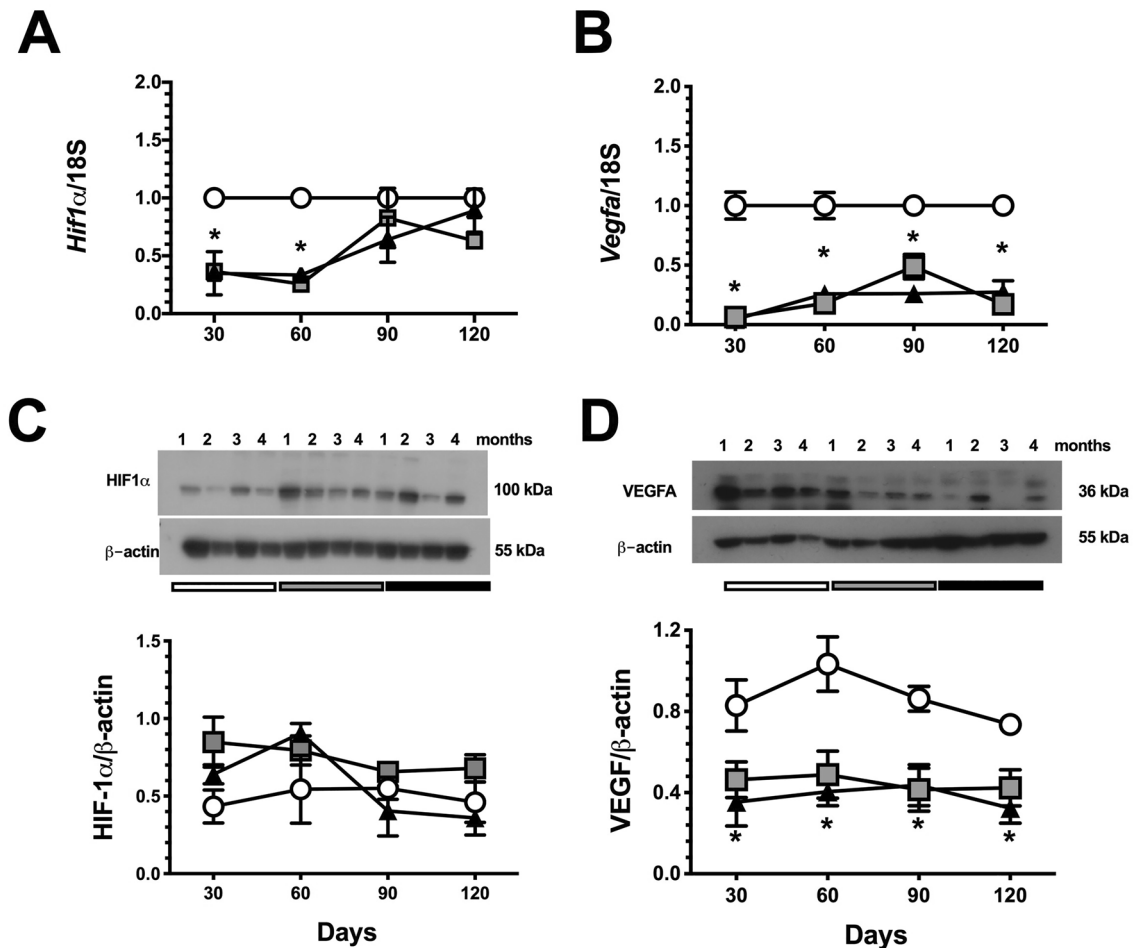 A
2.0
1.5
1.0
0.5
0.0
Hif1α/18S
* *
30 60 90 120
B
2.0
1.5
1.0
0.5
0.0
Vegfa/18S
* * * *
30 60 90 120
C
1 2 3 4 1 2 3 4 1 2 3 4 months
HIF1α 100 kDa
β-actin 55 kDa
1.5
1.0
0.5
0.0
HIF-1α/β-actin
30 60 90 120
Days
D
1 2 3 4 1 2 3 4 1 2 3 4 months
VEGFA 36 kDa
β-actin 55 kDa
1.2
0.8
0.4
0.0
VEGF/β-actin
* * * *
30 60 90 120
Days